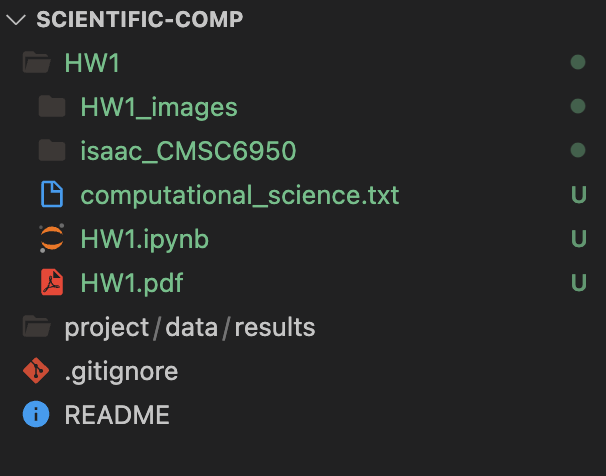 SCIENTIFIC-COMP
HW1
HW1_images
isaac_CMSC6950
computational_science.txt U
HW1.ipynb U
HW1.pdf U
project/data/results
.gitignore
README